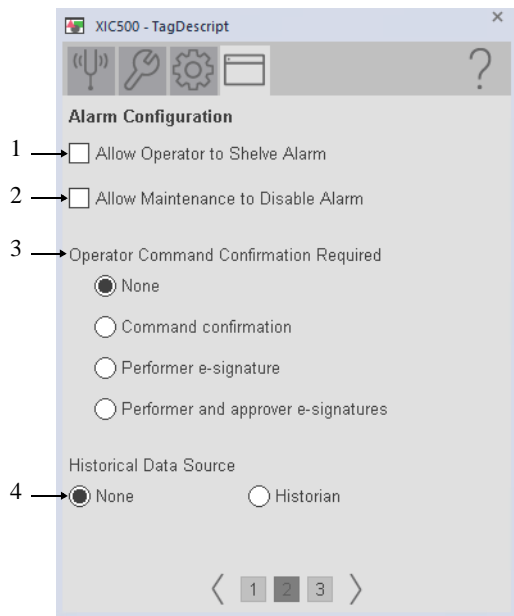 XIC500 - TagDescript
Alarm Configuration
1 Allow Operator to Shelve Alarm
2 Allow Maintenance to Disable Alarm
3 Operator Command Confirmation Required
None
Command confirmation
Performer e-signature
Performer and approver e-signatures
Historical Data Source
4 None Historian
1 2 3